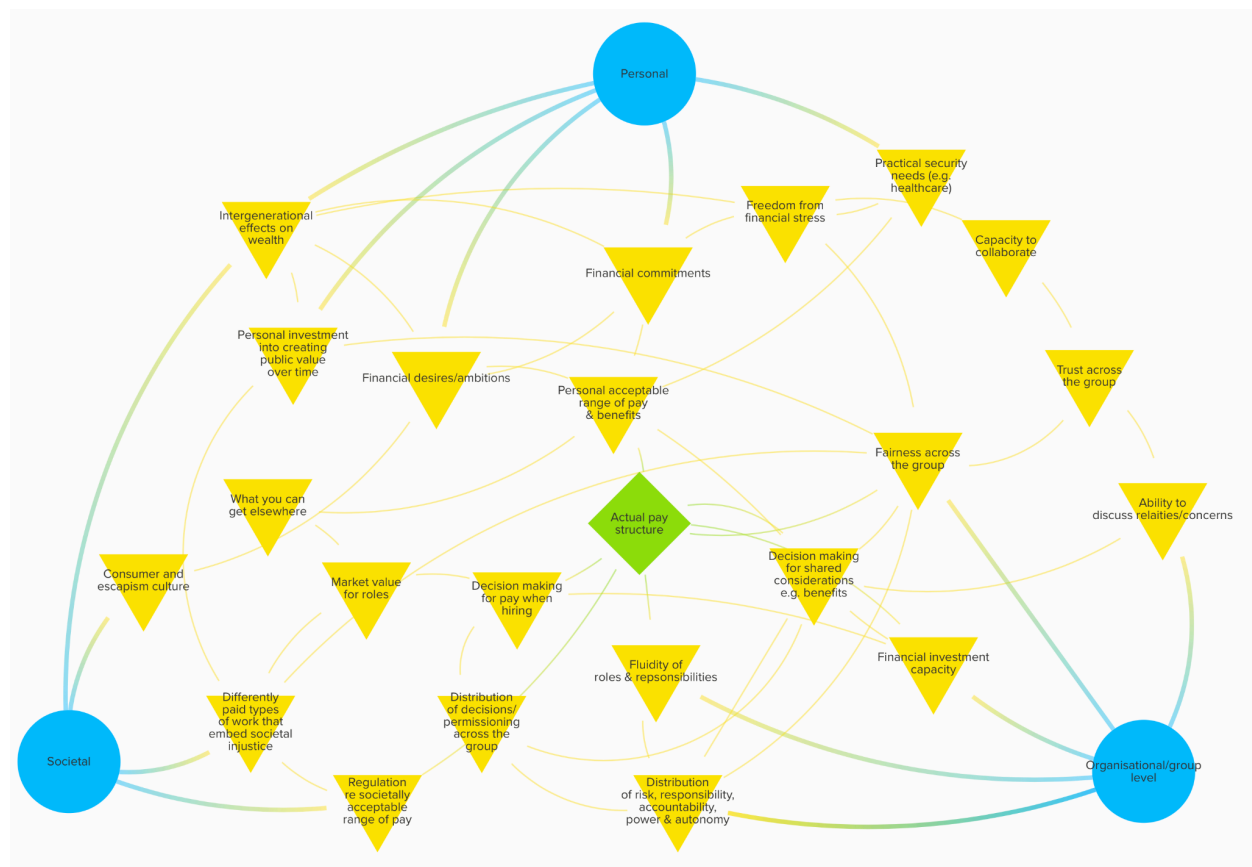 Personal
Practical security
needs (e.g.
healthcare)
Intergenerational
effects on
wealth
Freedom from
financial stress
Capacity to
collaborate
Financial commitments
Personal investment
into creating
public value
over time
Financial desires/ambitions
Trust across
the group
Personal acceptable
range of pay
& benefits
Fairness across
the group
What you can
get elsewhere
Ability to
discuss relaities/concerns
Actual pay
structure
Consumer and
escapism culture
Market value
for roles
Decision making
for pay when
hiring
Decision making
for shared
considerations
e.g. benefits
Fluidity of
roles & repsonsibilities
Financial investment
capacity
Differently
paid types
of work that
embed societal
injustice
Distribution
of decisions/
permissioning
across the
group
Societal
Organisational/group
level
Regulation
re societally
acceptable
range of pay
Distribution
of risk, responsibility,
accountability,
power & autonomy